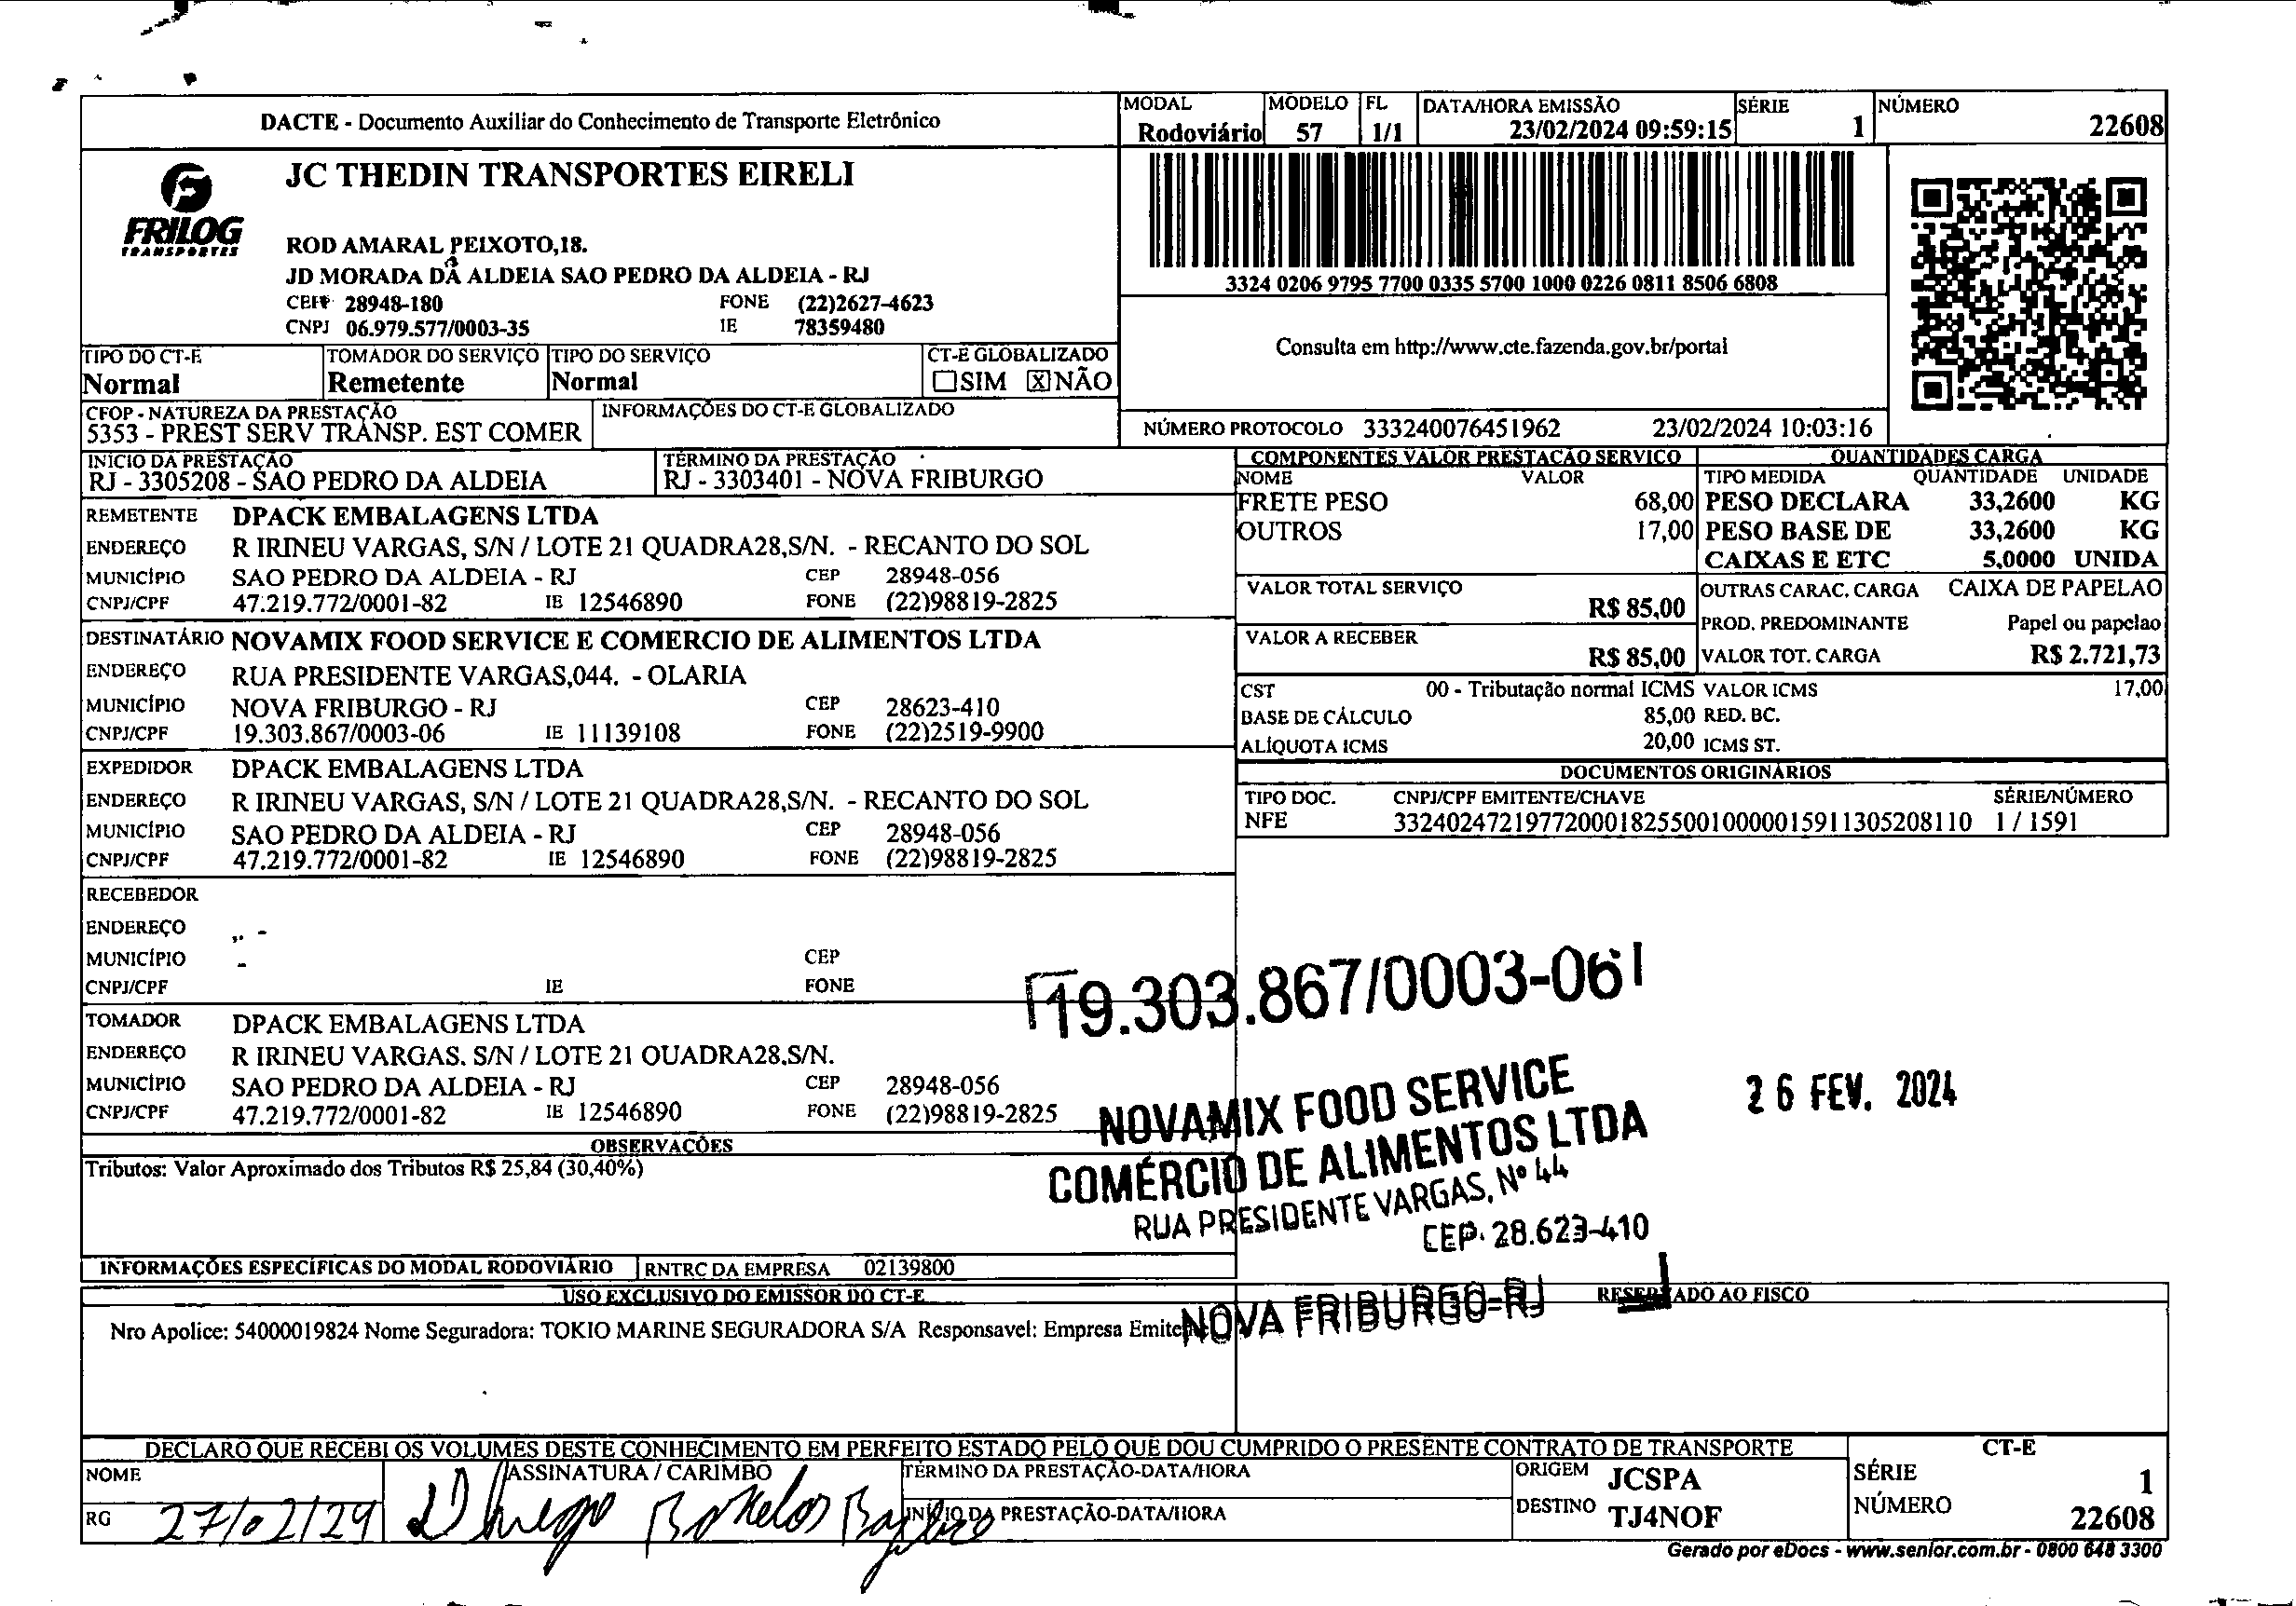 DACTE - Documento Auxiliar do Conhecimento de Transporte Eletrônico
MODAL
Rodoviário
MODELO
57
FL
1/1
DATA/HORA EMISSÃO
23/02/2024 09:59:15
SÉRIE
1
NÚMERO
22608
FRILOG
TRANSPORTES
JC THEDIN TRANSPORTES EIRELI
ROD AMARAL PEIXOTO,18.
JD MORADA DA ALDEIA SAO PEDRO DA ALDEIA - RJ
CEP 28948-180 FONE (22)2627-4623
CNPJ 06.979.577/0003-35 IE 78359480
3324 0206 9795 7700 0335 5700 1000 0226 0811 8506 6808
Consulta em http://www.cte.fazenda.gov.br/portal
TIPO DO CT-E
Normal
TOMADOR DO SERVIÇO
Remetente
TIPO DO SERVIÇO
Normal
CT-E GLOBALIZADO
SIM X NÃO
CFOP - NATUREZA DA PRESTAÇÃO
5353 - PREST SERV TRANSP. EST COMER
INFORMAÇÕES DO CT-E GLOBALIZADO
NÚMERO PROTOCOLO 333240076451962 23/02/2024 10:03:16
INÍCIO DA PRESTAÇÃO
RJ - 3305208 - SAO PEDRO DA ALDEIA
TÉRMINO DA PRESTAÇÃO
RJ - 3303401 - NOVA FRIBURGO
REMETENTE DPACK EMBALAGENS LTDA
ENDEREÇO R IRINEU VARGAS, S/N / LOTE 21 QUADRA28,S/N. - RECANTO DO SOL
MUNICÍPIO SAO PEDRO DA ALDEIA - RJ CEP 28948-056
CNPJ/CPF 47.219.772/0001-82 IE 12546890 FONE (22)98819-2825
DESTINATÁRIO NOVAMIX FOOD SERVICE E COMERCIO DE ALIMENTOS LTDA
ENDEREÇO RUA PRESIDENTE VARGAS,044. - OLARIA
MUNICÍPIO NOVA FRIBURGO - RJ CEP 28623-410
CNPJ/CPF 19.303.867/0003-06 IE 11139108 FONE (22)2519-9900
EXPEDIDOR DPACK EMBALAGENS LTDA
ENDEREÇO R IRINEU VARGAS, S/N / LOTE 21 QUADRA28,S/N. - RECANTO DO SOL
MUNICÍPIO SAO PEDRO DA ALDEIA - RJ CEP 28948-056
CNPJ/CPF 47.219.772/0001-82 IE 12546890 FONE (22)98819-2825
RECEBEDOR
ENDEREÇO ,. -
MUNICÍPIO - CEP
CNPJ/CPF IE FONE
TOMADOR DPACK EMBALAGENS LTDA
ENDEREÇO R IRINEU VARGAS, S/N / LOTE 21 QUADRA28,S/N.
MUNICÍPIO SAO PEDRO DA ALDEIA - RJ CEP 28948-056
CNPJ/CPF 47.219.772/0001-82 IE 12546890 FONE (22)98819-2825
OBSERVAÇÕES
Tributos: Valor Aproximado dos Tributos R$ 25,84 (30,40%)
COMPONENTES VALOR PRESTAÇÃO SERVIÇO
NOME VALOR
FRETE PESO 68,00
OUTROS 17,00
VALOR TOTAL SERVIÇO
R$ 85,00
VALOR A RECEBER
R$ 85,00
QUANTIDADES CARGA
TIPO MEDIDA QUANTIDADE UNIDADE
PESO DECLARA 33,2600 KG
PESO BASE DE 33,2600 KG
CAIXAS E ETC 5,0000 UNIDA
OUTRAS CARAC. CARGA CAIXA DE PAPELAO
PROD. PREDOMINANTE Papel ou papelao
VALOR TOT. CARGA R$ 2.721,73
CST 00 - Tributação normal ICMS VALOR ICMS 17,00
BASE DE CÁLCULO 85,00 RED. BC.
ALÍQUOTA ICMS 20,00 ICMS ST.
DOCUMENTOS ORIGINÁRIOS
TIPO DOC. CNPJ/CPF EMITENTE/CHAVE SÉRIE/NÚMERO
NFE 33240247219772000182550010000015911305208110 1 / 1591
19.303.867/0003-06
NOVAMIX FOOD SERVICE
COMÉRCIO DE ALIMENTOS LTDA
RUA PRESIDENTE VARGAS, Nº 44
CEP. 28.623-410
NOVA FRIBURGO-RJ
26 FEV. 2024
INFORMAÇÕES ESPECÍFICAS DO MODAL RODOVIÁRIO RNTRC DA EMPRESA 02139800
USO EXCLUSIVO DO EMISSOR DO CT-E RESERVADO AO FISCO
Nro Apolice: 54000019824 Nome Seguradora: TOKIO MARINE SEGURADORA S/A Responsavel: Empresa Emite
DECLARO QUE RECEBI OS VOLUMES DESTE CONHECIMENTO EM PERFEITO ESTADO PELO QUE DOU CUMPRIDO O PRESENTE CONTRATO DE TRANSPORTE
NOME
RG 27/02/24
ASSINATURA / CARIMBO
TÉRMINO DA PRESTAÇÃO-DATA/HORA
INÍCIO DA PRESTAÇÃO-DATA/HORA
ORIGEM JCSPA
DESTINO TJ4NOF
CT-E
SÉRIE 1
NÚMERO 22608
Gerado por eDocs - www.senior.com.br - 0800 648 3300